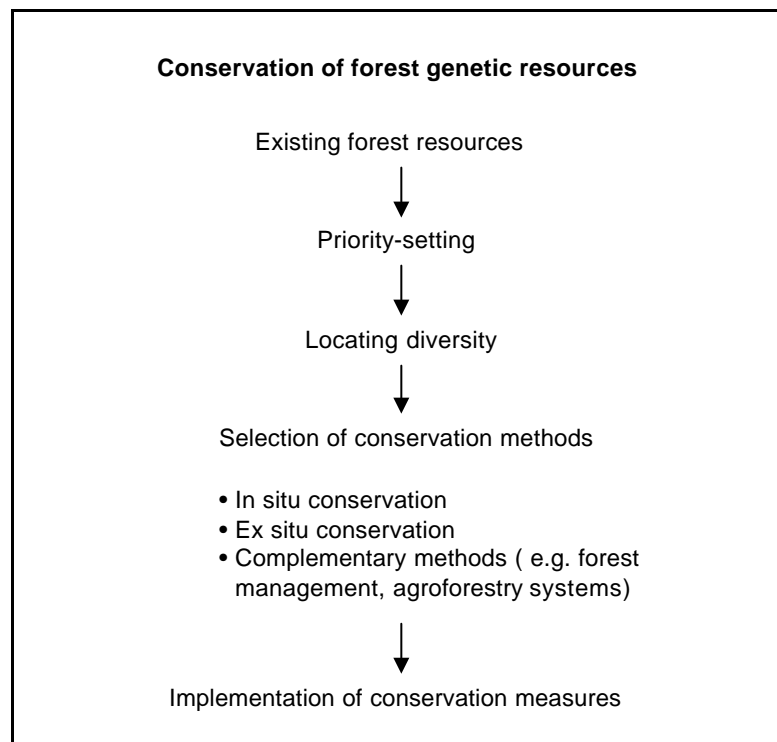 Conservation of forest genetic resources
Existing forest resources
Priority-setting
Locating diversity
Selection of conservation methods
• In situ conservation
• Ex situ conservation
• Complementary methods ( e.g. forest
management, agroforestry systems)
Implementation of conservation measures